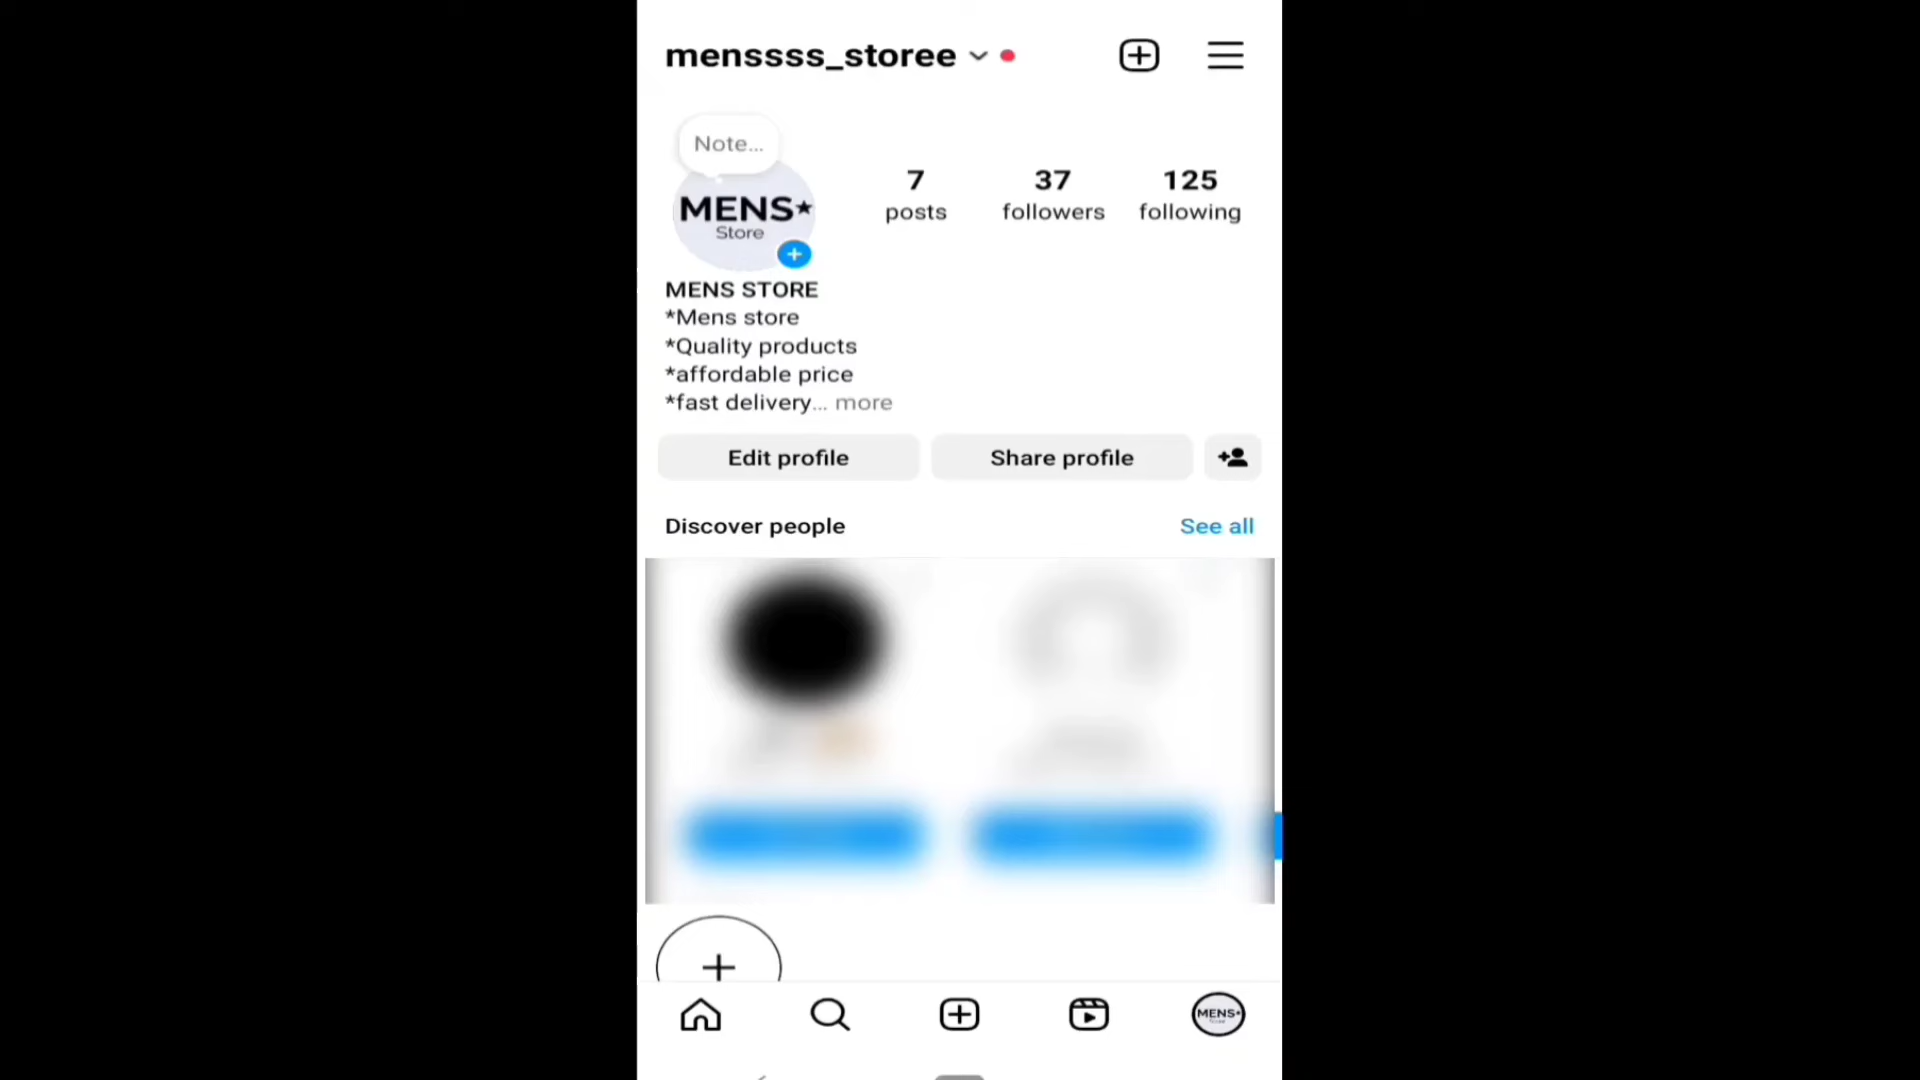 menssss_storee
Note...
MENS★
Store
7
posts
37
followers
125
following
MENS STORE
*Mens store
*Quality products
*affordable price
*fast delivery... more
Edit profile
Share profile
Discover people
See all
MENS★